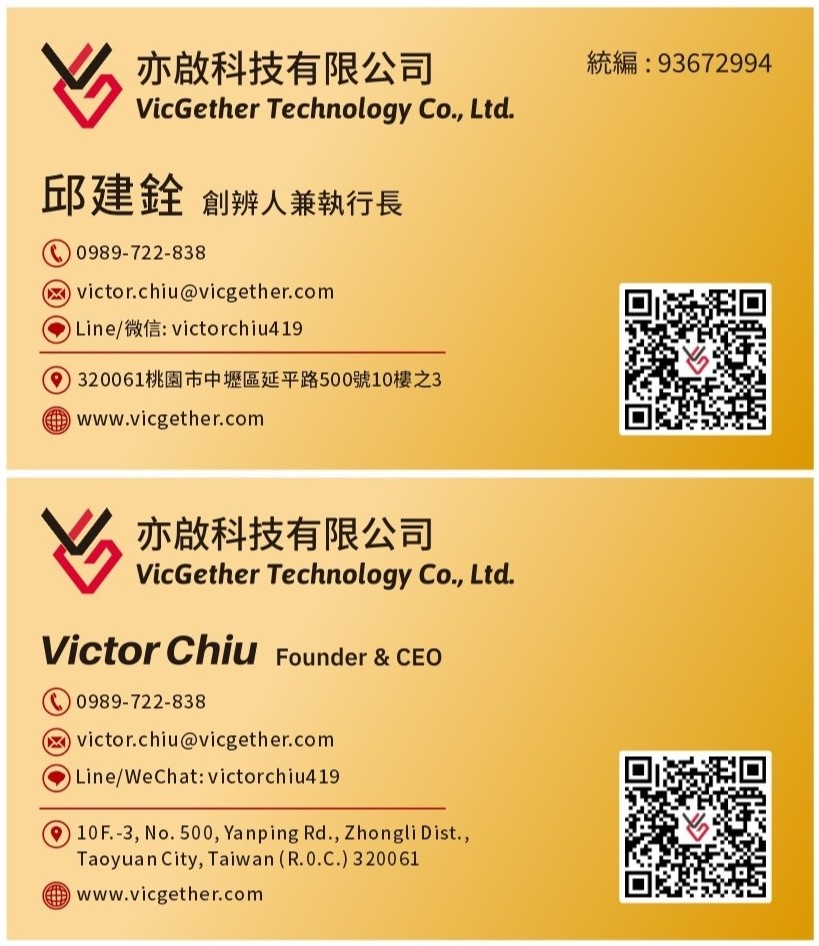 亦啟科技有限公司
VicGether Technology Co., Ltd.
統編 : 93672994
邱建銓 創辨人兼執行長
0989-722-838
victor.chiu@vicgether.com
Line/微信: victorchiu419
320061桃園市中壢區延平路500號10樓之3
www.vicgether.com
亦啟科技有限公司
VicGether Technology Co., Ltd.
Victor Chiu Founder & CEO
0989-722-838
victor.chiu@vicgether.com
Line/WeChat: victorchiu419
10F.-3, No. 500, Yanping Rd., Zhongli Dist.,
Taoyuan City, Taiwan (R.O.C.) 320061
www.vicgether.com